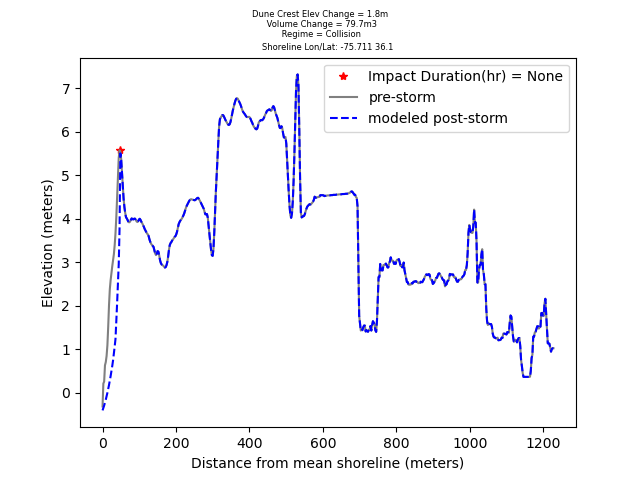 Dune Crest Elev Change = 1.8m
Volume Change = 79.7m3
Regime = Collision
Shoreline Lon/Lat: -75.711 36.1
Impact Duration(hr) = None
pre-storm
modeled post-storm
Elevation (meters)
7
6
5
4
3
2
1
0
0 200 400 600 800 1000 1200
Distance from mean shoreline (meters)